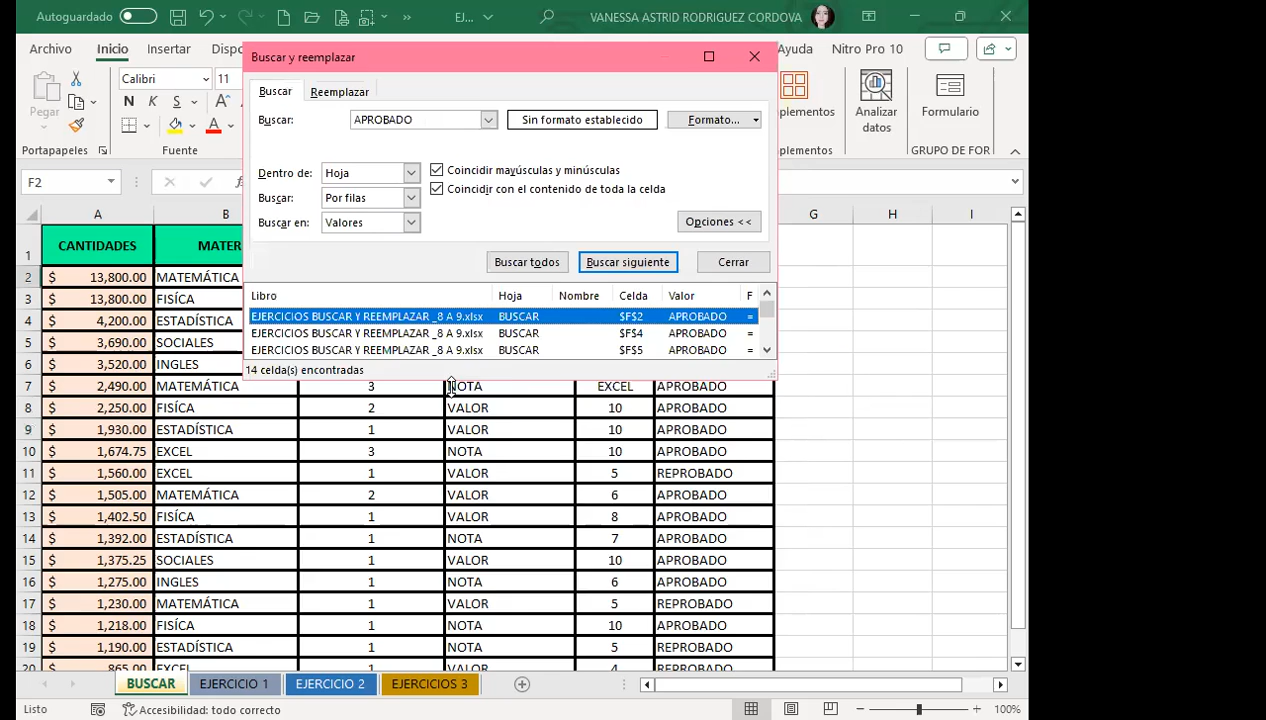 Autoguardado
EJ...
VANESSA ASTRID RODRIGUEZ CORDOVA
Archivo
Inicio
Insertar
Dispo
Ayuda
Nitro Pro 10
Buscar y reemplazar
Buscar
Reemplazar
Buscar:
APROBADO
Sin formato establecido
Formato...
Dentro de:
Hoja
Coincidir mayúsculas y minúsculas
Coincidir con el contenido de toda la celda
Buscar:
Por filas
Buscar en:
Valores
Opciones <<
Buscar todos
Buscar siguiente
Cerrar
Libro Hoja Nombre Celda Valor F
EJERCICIOS BUSCAR Y REEMPLAZAR _8 A 9.xlsx BUSCAR $F$2 APROBADO =
EJERCICIOS BUSCAR Y REEMPLAZAR _8 A 9.xlsx BUSCAR $F$4 APROBADO =
EJERCICIOS BUSCAR Y REEMPLAZAR _8 A 9.xlsx BUSCAR $F$5 APROBADO =
14 celda(s) encontradas
Pegar
Portapapeles
Calibri
11
N K S
A
Fuente
plementos
plementos
Analizar
datos
Formulario
GRUPO DE FOR
F2
A B G H I
1 CANTIDADES MATER
2 $ 13,800.00 MATEMÁTICA
3 $ 13,800.00 FISÍCA
4 $ 4,200.00 ESTADÍSTICA
5 $ 3,690.00 SOCIALES
6 $ 3,520.00 INGLES
7 $ 2,490.00 MATEMÁTICA 3 NOTA EXCEL APROBADO
8 $ 2,250.00 FISÍCA 2 VALOR 10 APROBADO
9 $ 1,930.00 ESTADÍSTICA 1 VALOR 10 APROBADO
10 $ 1,674.75 EXCEL 3 NOTA 10 APROBADO
11 $ 1,560.00 EXCEL 1 VALOR 5 REPROBADO
12 $ 1,505.00 MATEMÁTICA 2 VALOR 6 APROBADO
13 $ 1,402.50 FISÍCA 1 VALOR 8 APROBADO
14 $ 1,392.00 ESTADÍSTICA 1 NOTA 7 APROBADO
15 $ 1,375.25 SOCIALES 1 VALOR 10 APROBADO
16 $ 1,275.00 INGLES 1 NOTA 6 APROBADO
17 $ 1,230.00 MATEMÁTICA 1 VALOR 5 REPROBADO
18 $ 1,218.00 FISÍCA 1 NOTA 10 APROBADO
19 $ 1,190.00 ESTADÍSTICA 1 NOTA 5 REPROBADO
20 $ 865.00 EXCEL 1 VALOR 4 REPROBADO
BUSCAR
EJERCICIO 1
EJERCICIO 2
EJERCICIOS 3
Listo
Accesibilidad: todo correcto
100%